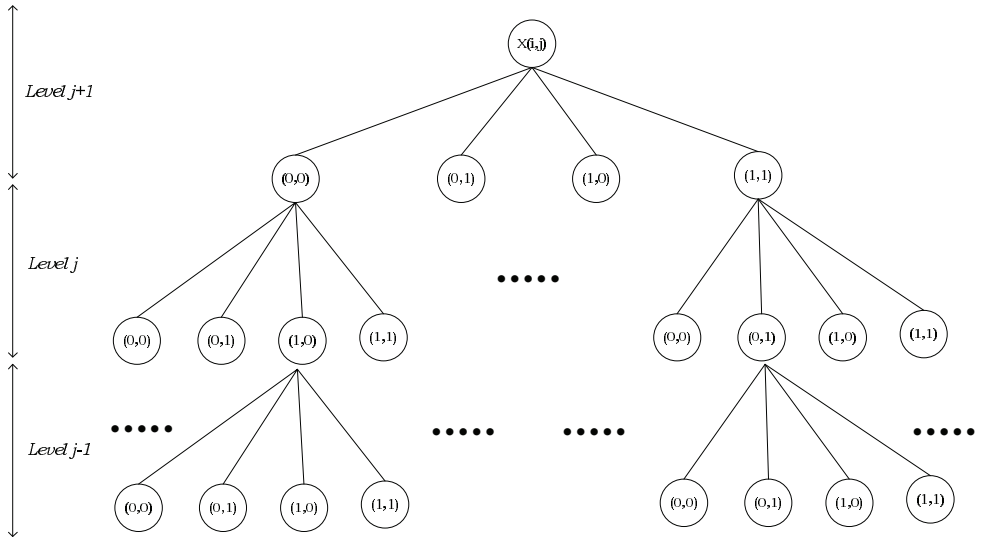 X(i,j)
Level j+1
(0,0) (0,1) (1,0) (1,1)
Level j
(0,0) (0,1) (1,0) (1,1) (0,0) (0,1) (1,0) (1,1)
Level j-1
(0,0) (0,1) (1,0) (1,1) (0,0) (0,1) (1,0) (1,1)